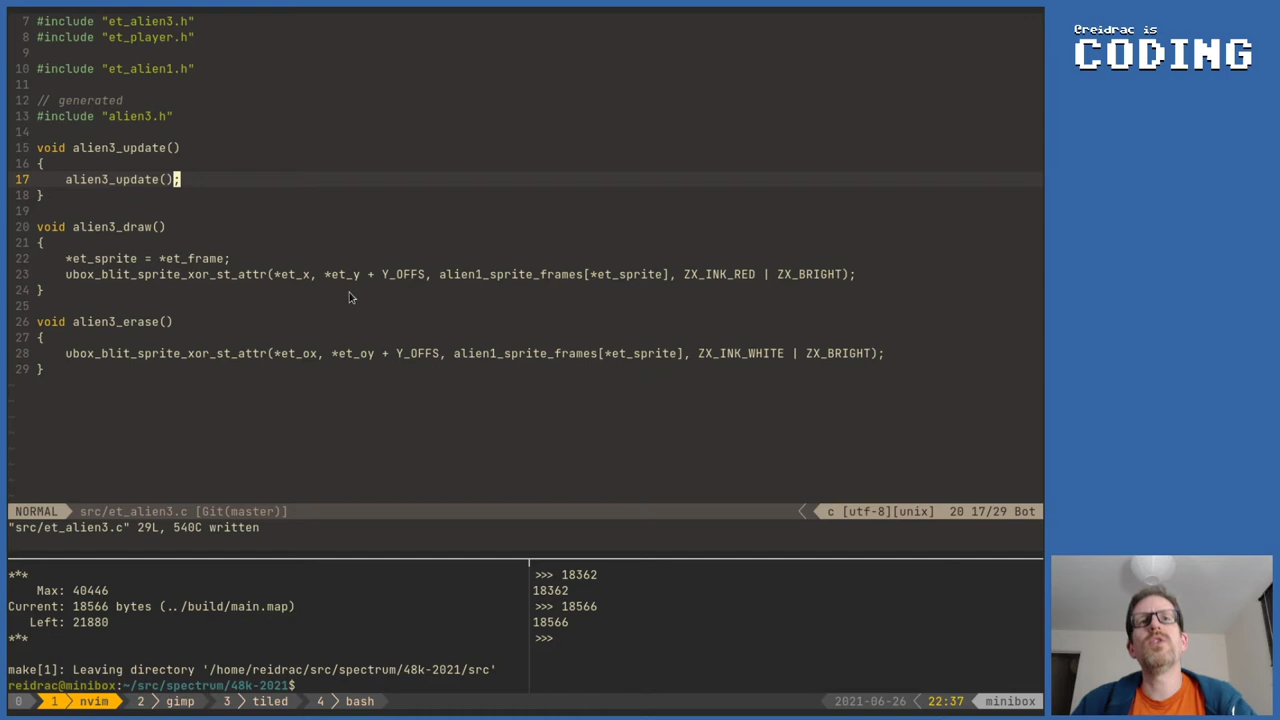 7 #include "et_alien3.h"
8 #include "et_player.h"
9
10 #include "et_alien1.h"
11
12 // generated
13 #include "alien3.h"
14
15 void alien3_update()
16 {
17     alien3_update();
18 }
19
20 void alien3_draw()
21 {
22     *et_sprite = *et_frame;
23     ubox_blit_sprite_xor_st_attr(*et_x, *et_y + Y_OFFS, alien1_sprite_frames[*et_sprite], ZX_INK_RED | ZX_BRIGHT);
24 }
25
26 void alien3_erase()
27 {
28     ubox_blit_sprite_xor_st_attr(*et_ox, *et_oy + Y_OFFS, alien1_sprite_frames[*et_sprite], ZX_INK_WHITE | ZX_BRIGHT);
29 }
~
~
~
~
~
~
~
~
NORMAL src/et_alien3.c [Git(master)] c [utf-8][unix] 20 17/29 Bot
"src/et_alien3.c" 29L, 540C written
***
Max: 40446
Current: 18566 bytes (../build/main.map)
Left: 21880
***
make[1]: Leaving directory '/home/reidrac/src/spectrum/48k-2021/src'
reidrac@minibox:~/src/spectrum/48k-2021$
>>> 18362
18362
>>> 18566
18566
>>>
0 1 nvim 2 gimp 3 tiled 4 bash 2021-06-26 22:37 minibox
@reidrac is
CODING